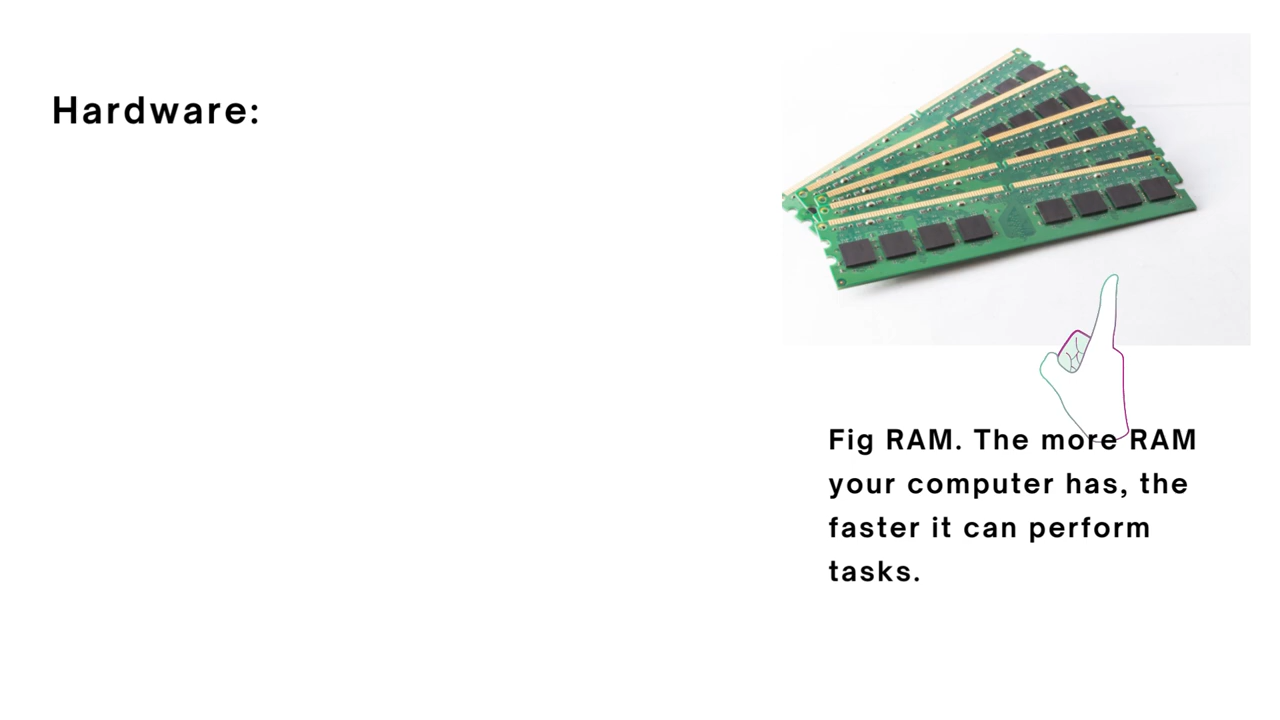 Hardware:
Fig RAM. The more RAM
your computer has, the
faster it can perform
tasks.